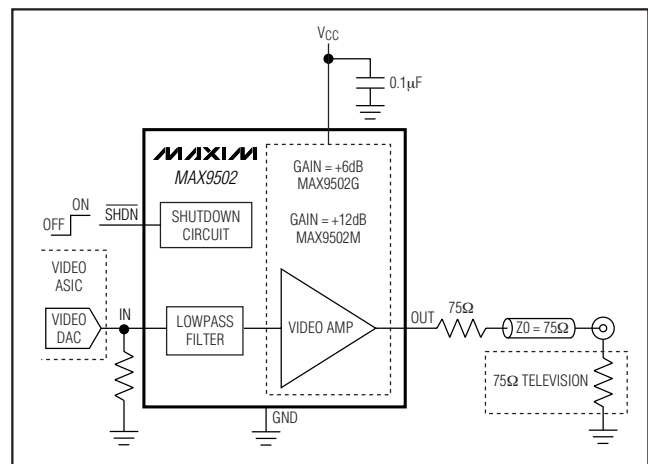 VCC
0.1µF
MAXIM
MAX9502
GAIN = +6dB
MAX9502G
GAIN = +12dB
MAX9502M
ON
OFF
SHDN
SHUTDOWN
CIRCUIT
VIDEO
ASIC
VIDEO
DAC
IN
LOWPASS
FILTER
VIDEO AMP
OUT
75Ω
Z0 = 75Ω
75Ω TELEVISION
GND